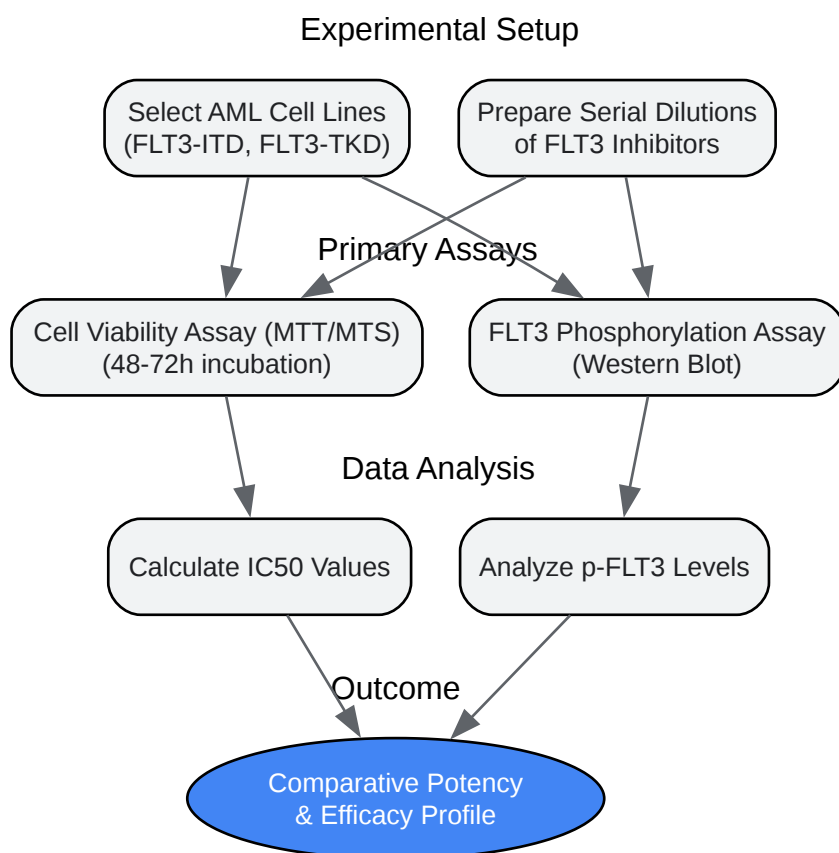 Experimental Setup
Select AML Cell Lines
(FLT3-ITD, FLT3-TKD)
Prepare Serial Dilutions
of FLT3 Inhibitors
Primary Assays
Cell Viability Assay (MTT/MTS)
(48-72h incubation)
FLT3 Phosphorylation Assay
(Western Blot)
Data Analysis
Calculate IC50 Values
Analyze p-FLT3 Levels
Outcome
Comparative Potency
& Efficacy Profile